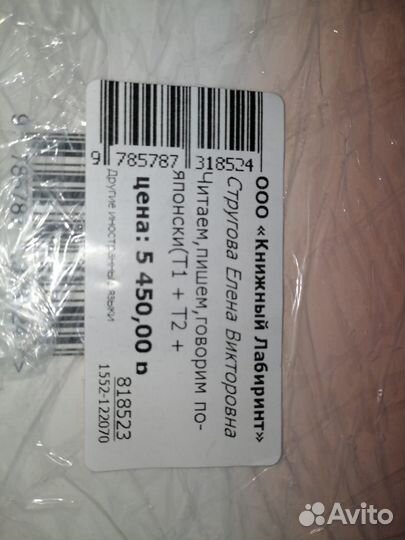 ООО «Книжный Лабиринт»
Стругова Елена Викторовна
Читаем,пишем,говорим по-
японски(Т1 + Т2 +
цена: 5 450,00 р
Другие иностранные языки
818523
1552-122070
9 785787 318524
Avito